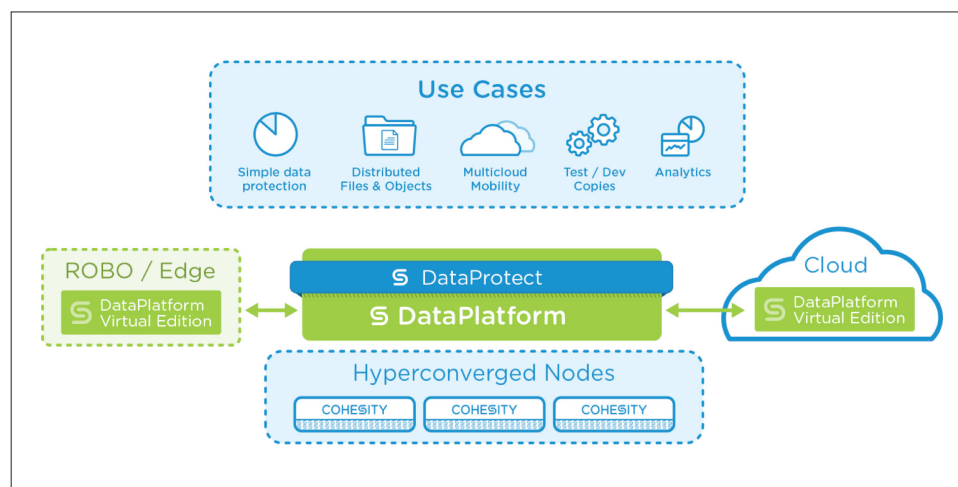 Use Cases
Simple data
protection
Distributed
Files & Objects
Multicloud
Mobility
Test / Dev
Copies
Analytics
ROBO / Edge
DataPlatform
Virtual Edition
DataProtect
DataPlatform
Cloud
DataPlatform
Virtual Edition
Hyperconverged Nodes
COHESITY
COHESITY
COHESITY